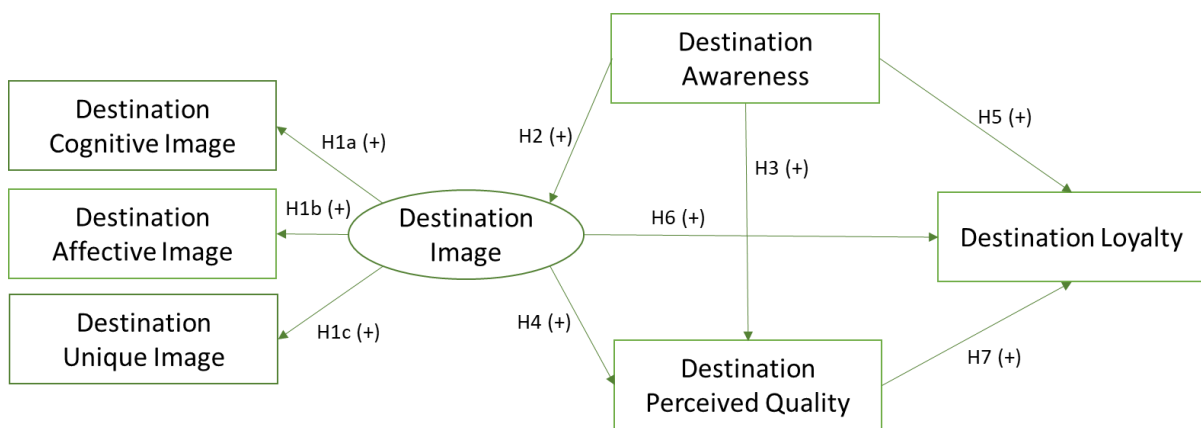 Destination
Awareness
Destination
Cognitive Image
H1a (+)
H2 (+)
H5 (+)
H3 (+)
Destination
Affective Image
H1b (+)
Destination
Image
H6 (+)
Destination Loyalty
Destination
Unique Image
H1c (+)
H4 (+)
H7 (+)
Destination
Perceived Quality